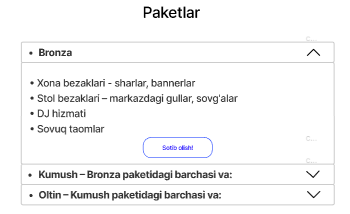 Paketlar
C...
• Bronza
• Xona bezaklari - sharlar, bannerlar
• Stol bezaklari – markazdagi gullar, sovg'alar
• DJ hizmati
• Sovuq taomlar
C...
Sotib olish!
C...
• Kumush – Bronza paketidagi barchasi va:
• Oltin – Kumush paketidagi barchasi va: